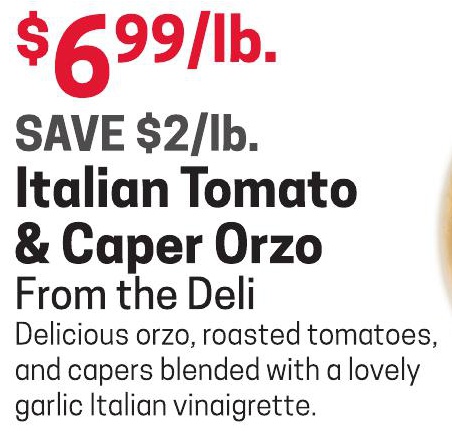 $6.99/lb.
SAVE $2/lb.
Italian Tomato
& Caper Orzo
From the Deli
Delicious orzo, roasted tomatoes,
and capers blended with a lovely
garlic Italian vinaigrette.